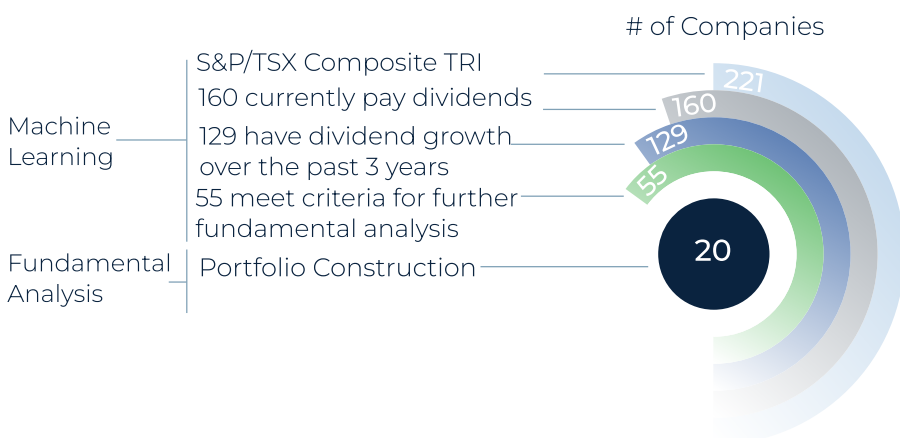 # of Companies
S&P/TSX Composite TRI
221
160 currently pay dividends
160
Machine
Learning
129 have dividend growth
over the past 3 years
129
55 meet criteria for further
fundamental analysis
55
Fundamental
Analysis
Portfolio Construction
20